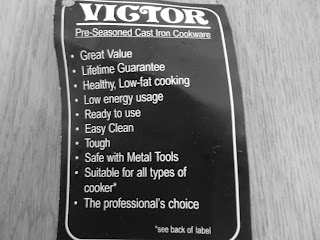 VICTOR
Pre-Seasoned Cast Iron Cookware
• Great Value
• Lifetime Guarantee
• Healthy, Low-fat cooking
• Low energy usage
• Ready to use
• Easy Clean
• Tough
• Safe with Metal Tools
• Suitable for all types of
cooker*
• The professional's choice
*see back of label